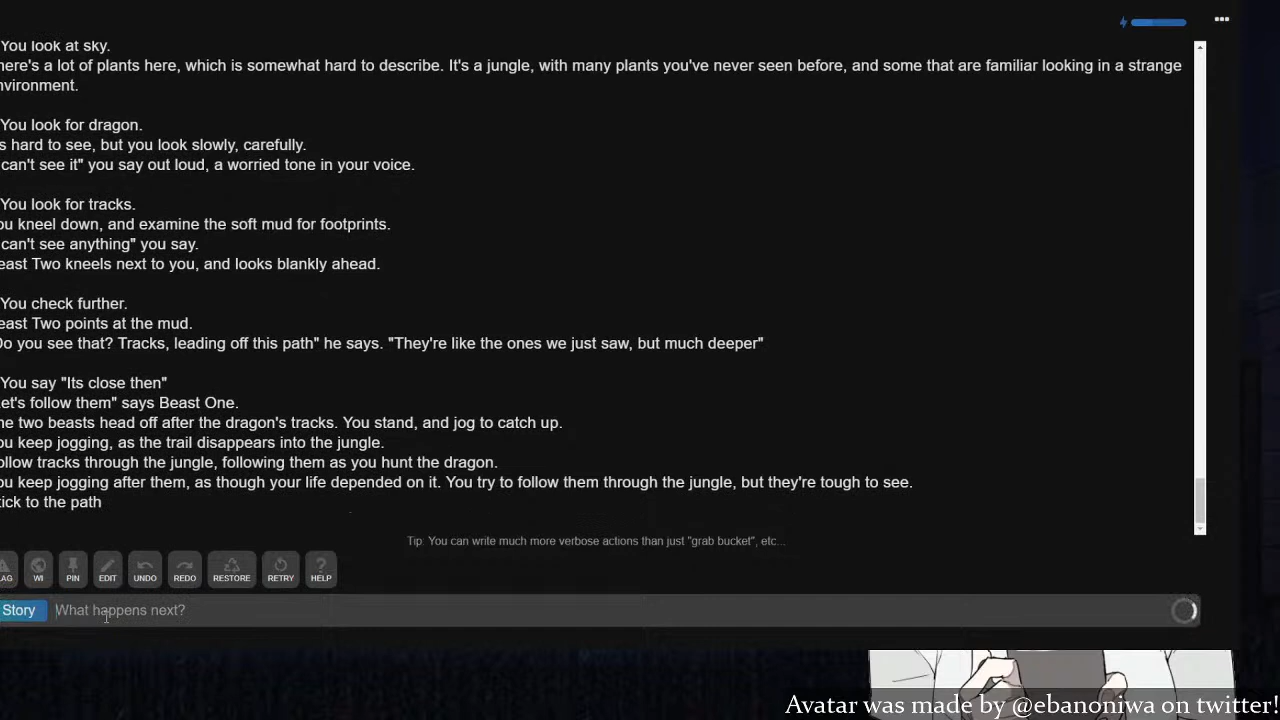 You look at sky.
here's a lot of plants here, which is somewhat hard to describe. It's a jungle, with many plants you've never seen before, and some that are familiar looking in a strange
nvironment.
You look for dragon.
s hard to see, but you look slowly, carefully.
can't see it" you say out loud, a worried tone in your voice.
You look for tracks.
ou kneel down, and examine the soft mud for footprints.
can't see anything" you say.
east Two kneels next to you, and looks blankly ahead.
You check further.
east Two points at the mud.
Do you see that? Tracks, leading off this path" he says. "They're like the ones we just saw, but much deeper"
You say "Its close then"
et's follow them" says Beast One.
he two beasts head off after the dragon's tracks. You stand, and jog to catch up.
ou keep jogging, as the trail disappears into the jungle.
ollow tracks through the jungle, following them as you hunt the dragon.
ou keep jogging after them, as though your life depended on it. You try to follow them through the jungle, but they're tough to see.
tick to the path
Tip: You can write much more verbose actions than just "grab bucket", etc...
LAG WI PIN EDIT UNDO REDO RESTORE RETRY HELP
Story What happens next?
Avatar was made by @ebanoniwa on twitter!